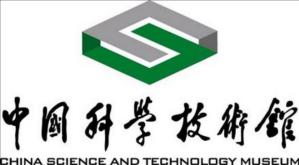 中國科學技術館
CHINA SCIENCE AND TECHNOLOGY MUSEUM